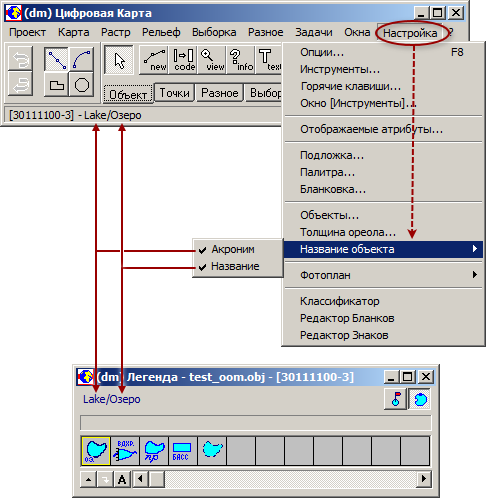 (dm) Цифровая Карта
Проект Карта Растр Рельеф Выборка Разное Задачи Окна Настройка ?
new code view info text
Объект Точки Разное Выбор
[30111100-3] - Lake/Озеро
Опции... F8
Инструменты...
Горячие клавиши...
Окно [Инструменты]...
Отображаемые атрибуты...
Подложка...
Палитра...
Бланковка...
Объекты...
Толщина ореола...
Название объекта
Фотоплан
Классификатор
Редактор Бланков
Редактор Знаков
Акроним
Название
(dm) Легенда - test_oom.obj - [30111100-3]
Lake/Озеро
оз. ВДХР. БАСС
A